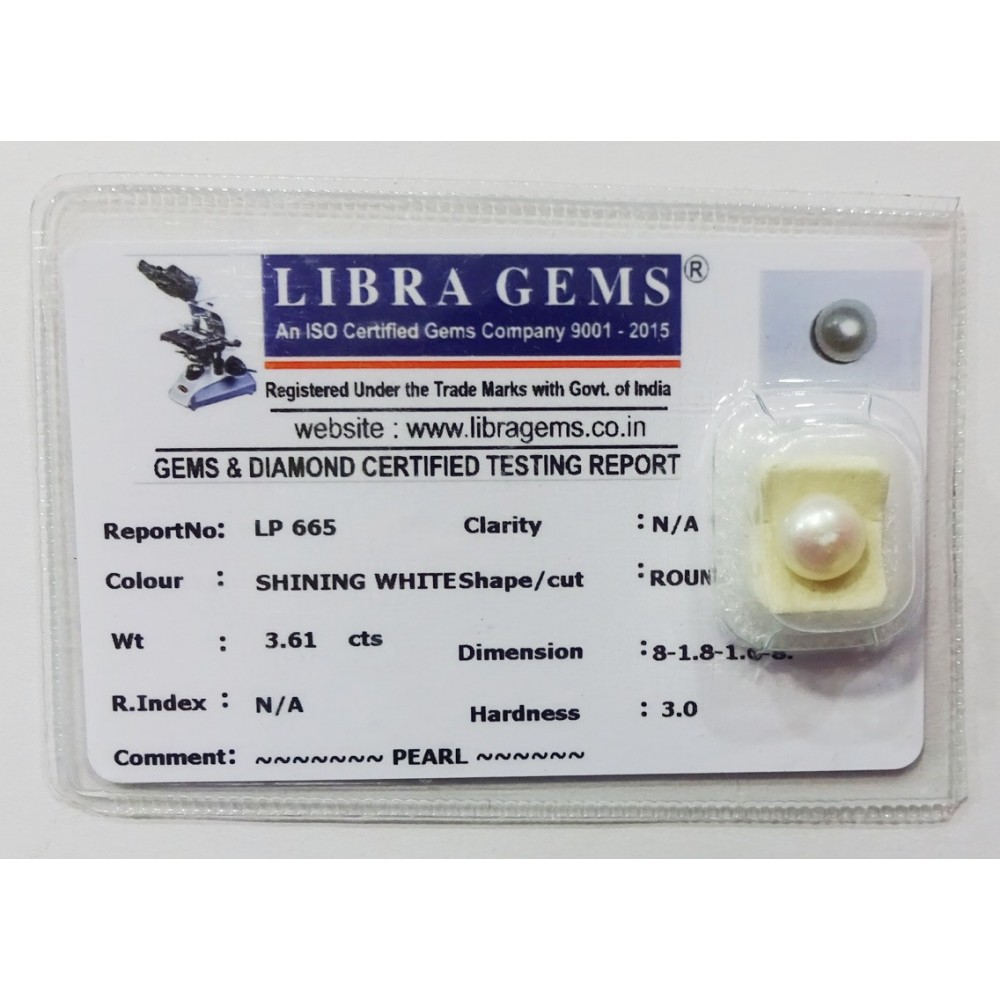 LIBRA GEMS ®
An ISO Certified Gems Company 9001 - 2015
Registered Under the Trade Marks with Govt. of India
website : www.libragems.co.in
GEMS & DIAMOND CERTIFIED TESTING REPORT
ReportNo: LP 665 Clarity : N/A
Colour : SHINING WHITE Shape/cut : ROUN
Wt : 3.61 cts Dimension
R.Index : N/A Hardness : 3.0
Comment: ~~~~~~~ PEARL ~~~~~~